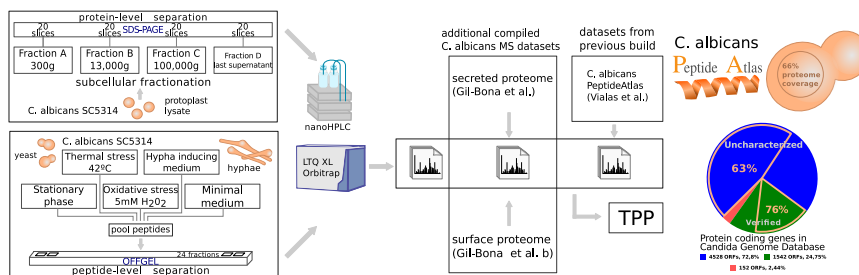 protein-level separation
20 slices
20 slices
SDS-PAGE
20 slices
20 slices
Fraction A
300g
Fraction B
13,000g
Fraction C
100,000g
Fraction D
last supernatant
subcellular fractionation
C. albicans SC5314
protoplast
lysate
C. albicans SC5314
yeast
Thermal stress
42ºC
Hypha inducing
medium
hyphae
Stationary
phase
Oxidative stress
5mM H2O2
Minimal
medium
pool peptides
24 fractions
OFFGEL
peptide-level separation
nanoHPLC
LTQ XL
Orbitrap
additional compiled
C. albicans MS datasets
secreted proteome
(Gil-Bona et al.)
surface proteome
(Gil-Bona et al. b)
datasets from
previous build
C. albicans
PeptideAtlas
(Vialas et al.)
TPP
C. albicans
Peptide Atlas
66%
proteome
coverage
Uncharacterized
63%
76%
Verified
Protein coding genes in
Candida Genome Database
4528 ORFs, 72,8%
1542 ORFs, 24,75%
152 ORFs, 2,44%